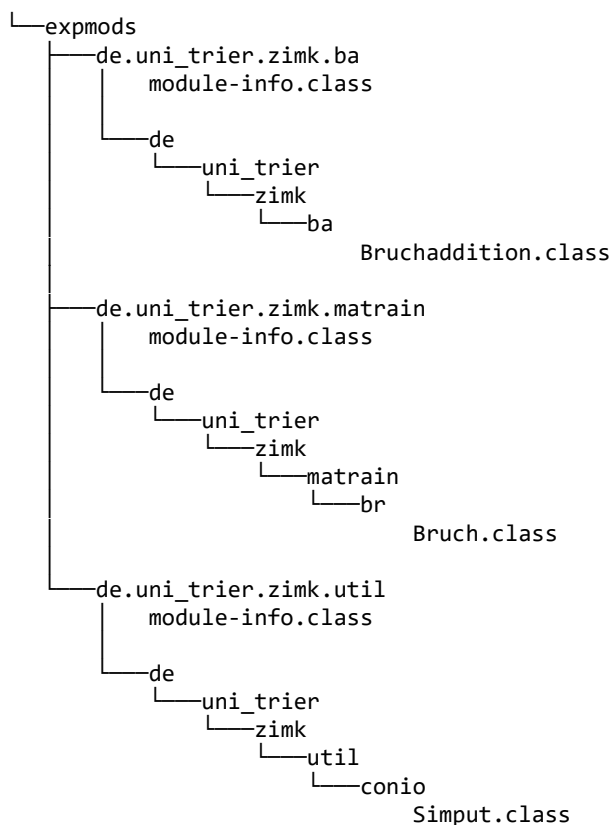 expmods
de.uni_trier.zimk.ba
module-info.class
de
uni_trier
zimk
ba
Bruchaddition.class
de.uni_trier.zimk.matrain
module-info.class
de
uni_trier
zimk
matrain
br
Bruch.class
de.uni_trier.zimk.util
module-info.class
de
uni_trier
zimk
util
conio
Simput.class